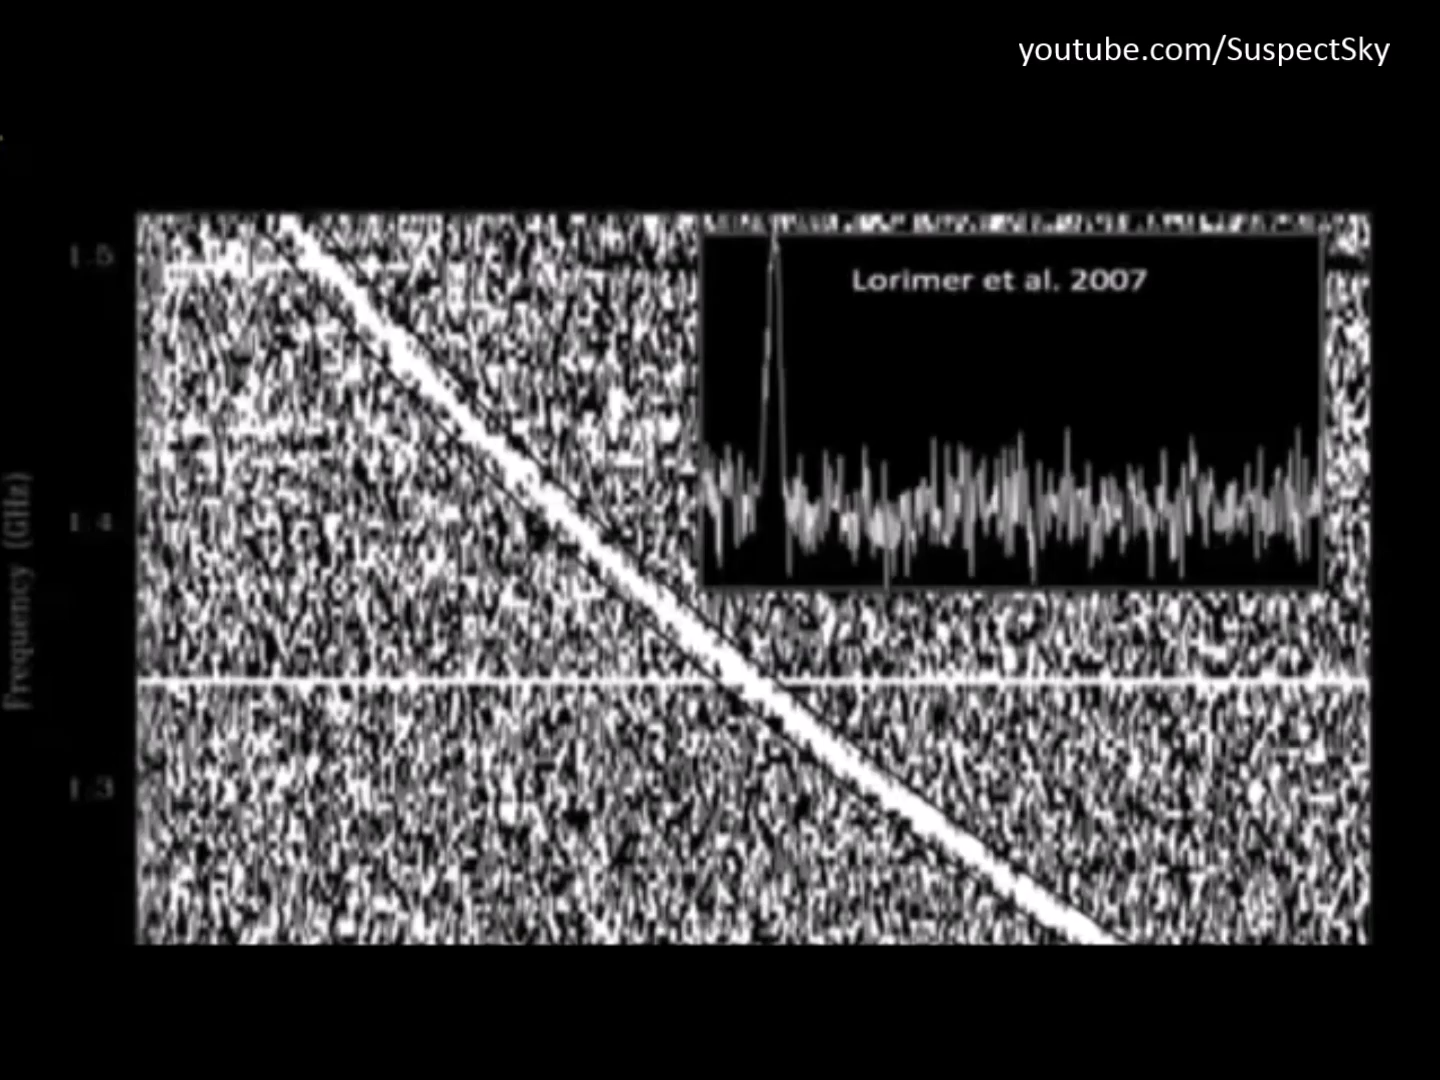 youtube.com/SuspectSky
Lorimer et al. 2007
1.5
1.4
1.3
Frequency (GHz)